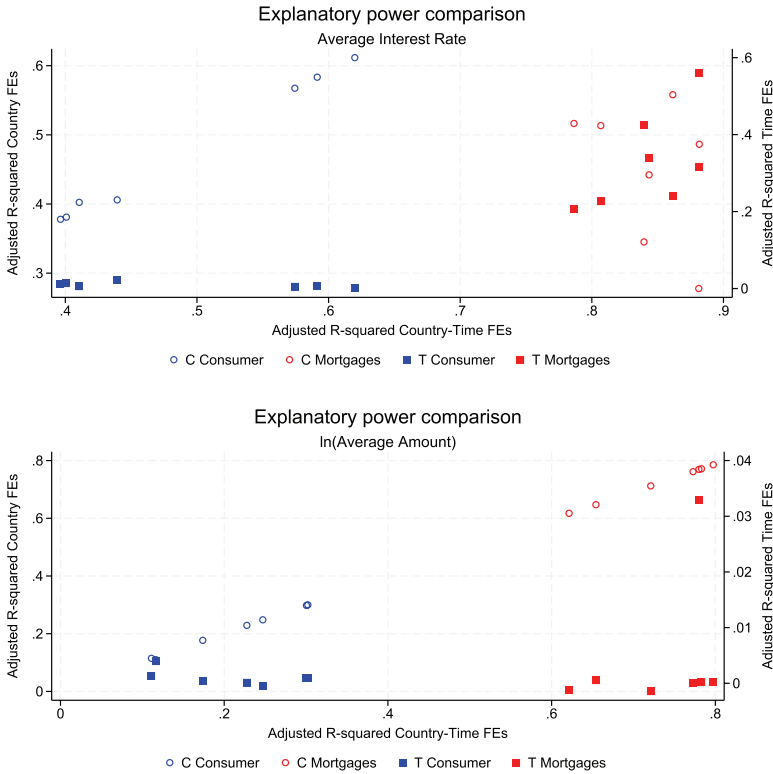 Explanatory power comparison
Average Interest Rate
Adjusted R-squared Country FEs
.6
.5
.4
.3
.6
.4
.2
0
Adjusted R-squared Time FEs
.4 .5 .6 .7 .8 .9
Adjusted R-squared Country-Time FEs
C Consumer C Mortgages T Consumer T Mortgages
Explanatory power comparison
ln(Average Amount)
Adjusted R-squared Country FEs
.8
.6
.4
.2
0
.04
.03
.02
.01
0
Adjusted R-squared Time FEs
0 .2 .4 .6 .8
Adjusted R-squared Country-Time FEs
C Consumer C Mortgages T Consumer T Mortgages